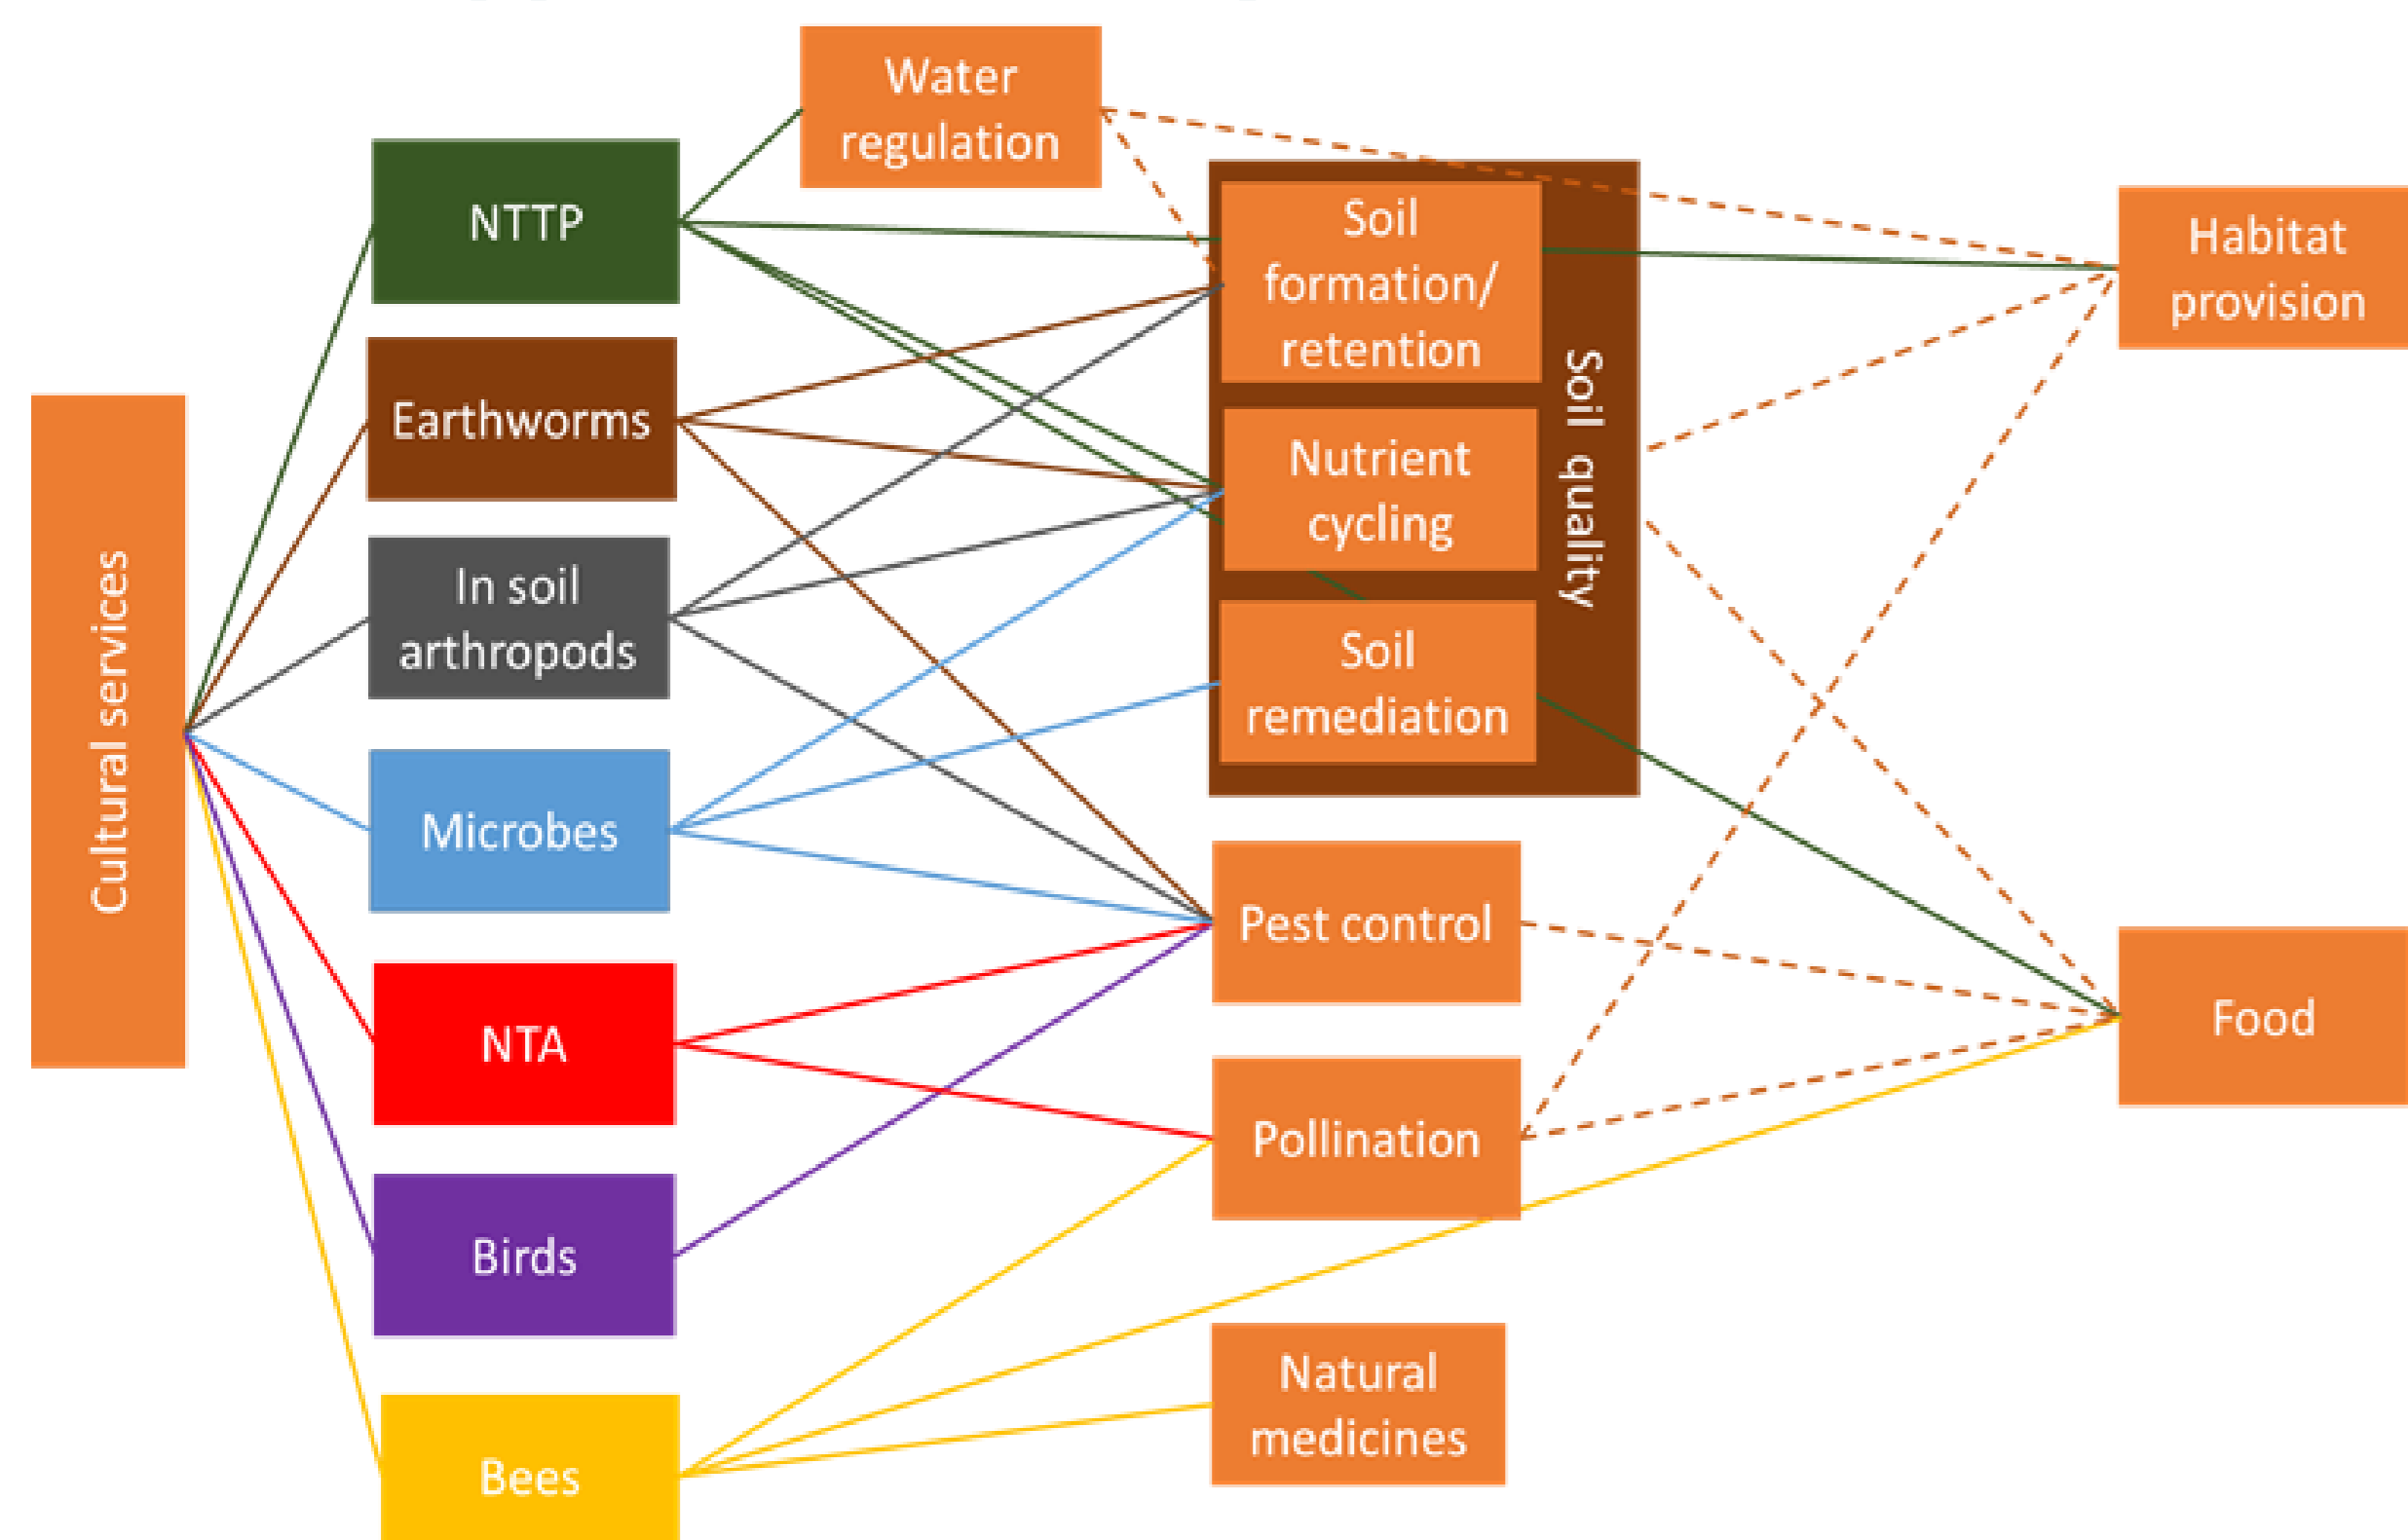 Water
regulation
NTTP
Soil
formation/
retention
Habitat
provision
Earthworms
Nutrient
cycling
Soil quality
In soil
arthropods
Soil
remediation
Cultural services
Microbes
Pest control
NTA
Food
Pollination
Birds
Natural
medicines
Bees